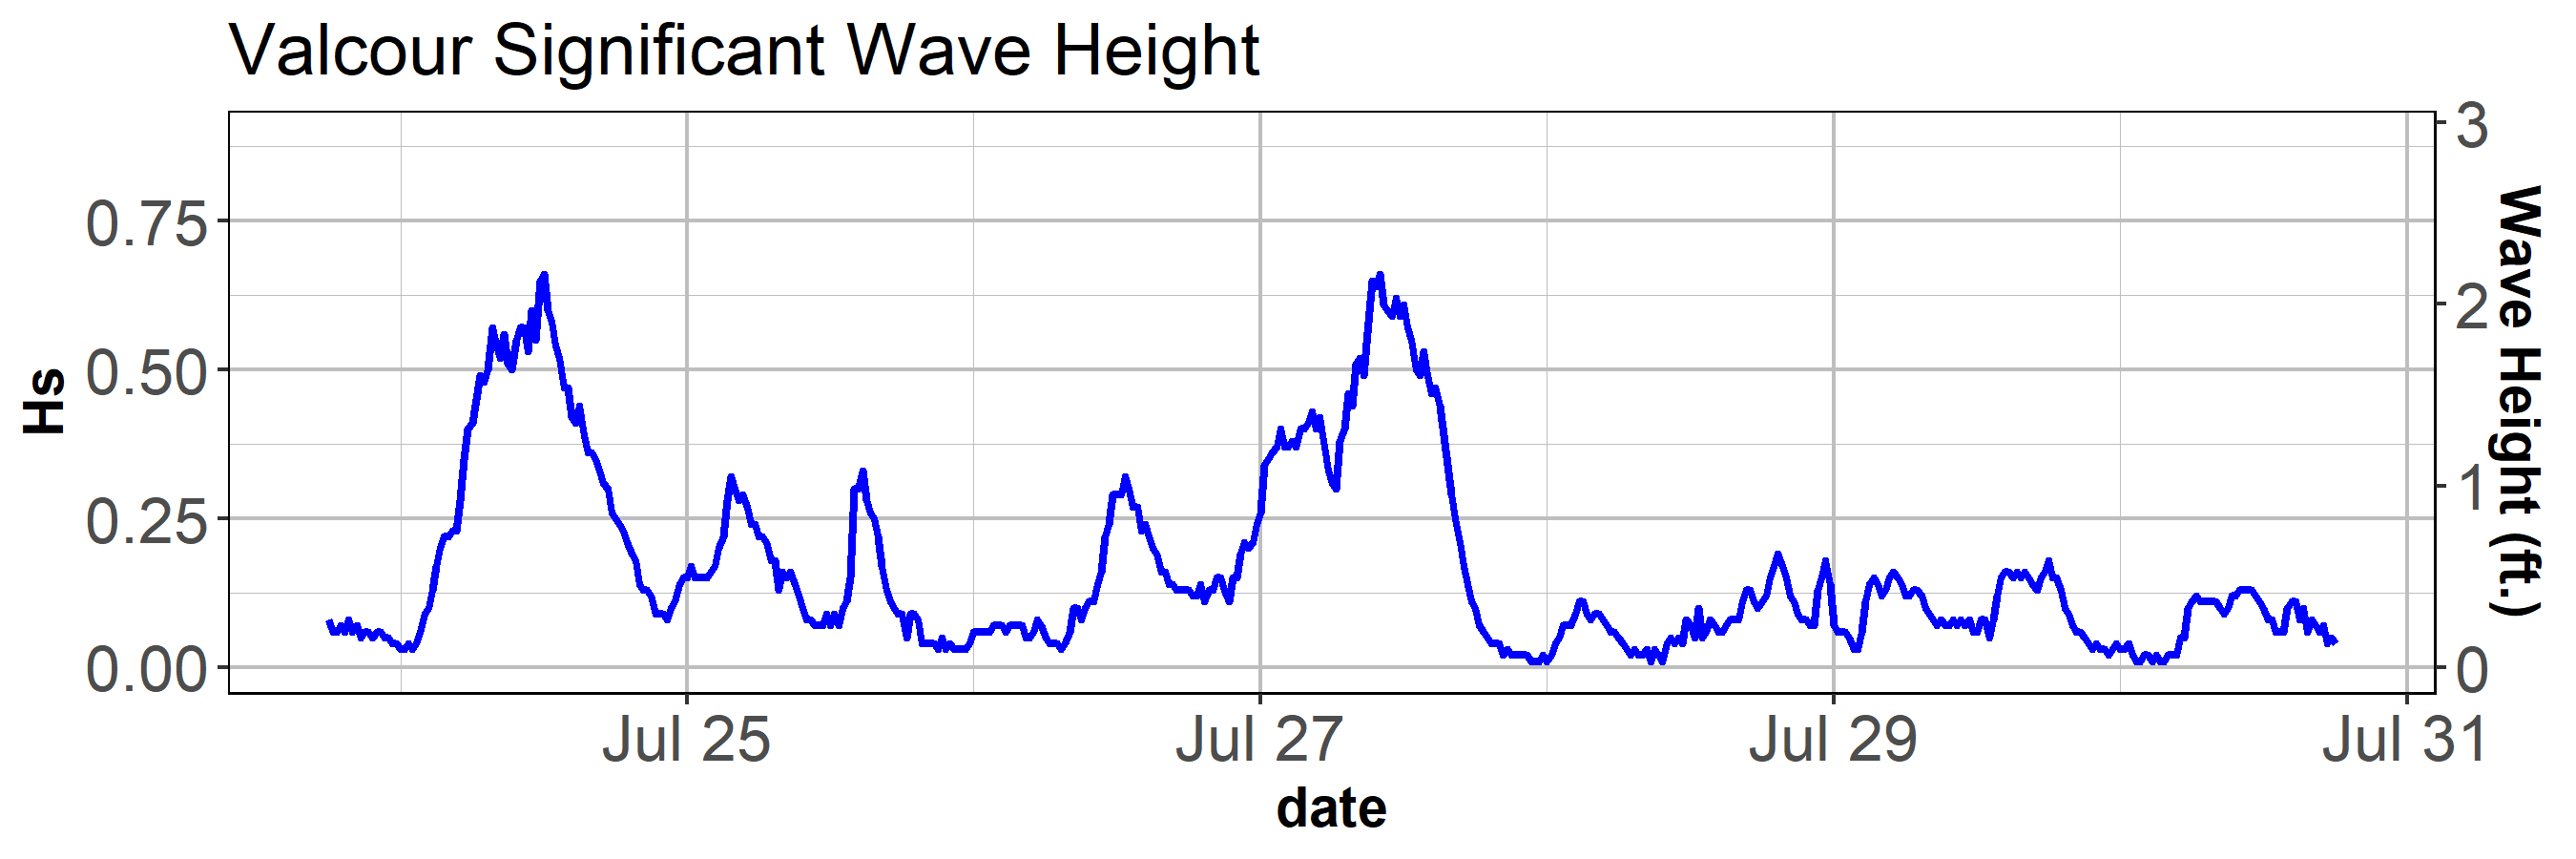 Valcour Significant Wave Height
Hs
0.75
0.50
0.25
0.00
3
2
1
0
Wave Height (ft.)
Jul 25 Jul 27 Jul 29 Jul 31
date